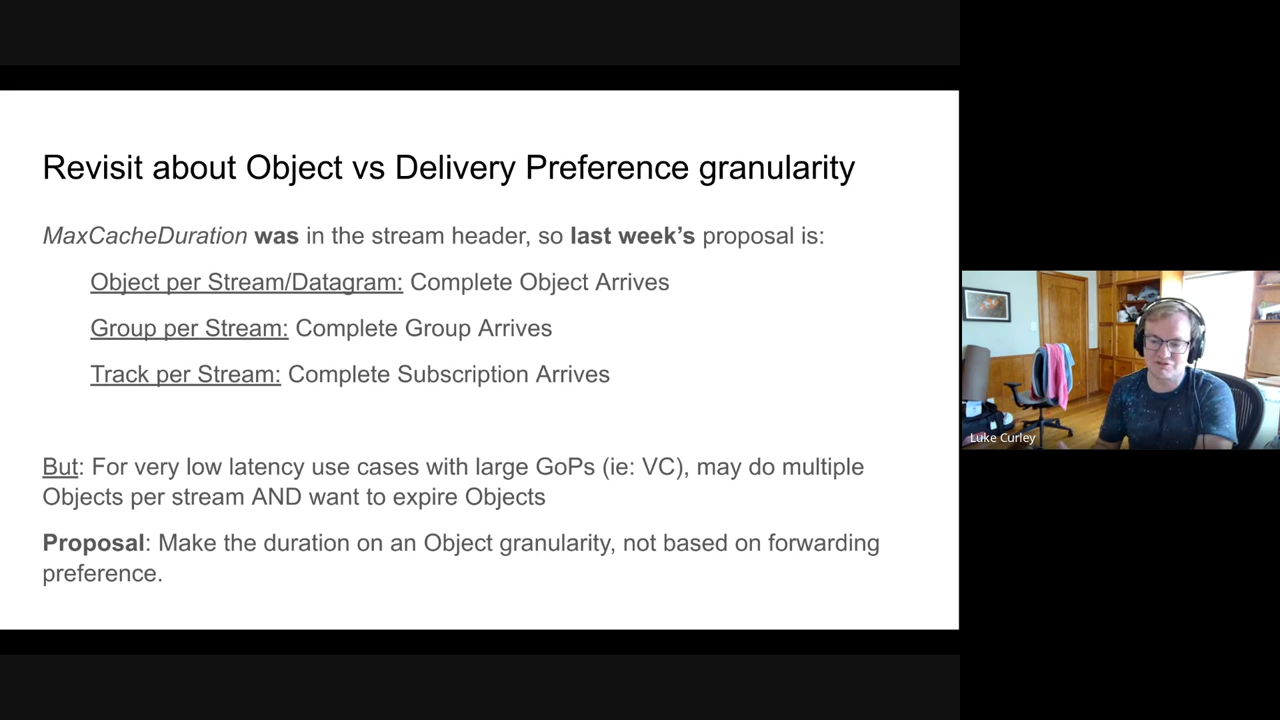 Revisit about Object vs Delivery Preference granularity
MaxCacheDuration was in the stream header, so last week's proposal is:
Object per Stream/Datagram: Complete Object Arrives
Group per Stream: Complete Group Arrives
Track per Stream: Complete Subscription Arrives
But: For very low latency use cases with large GoPs (ie: VC), may do multiple
Objects per stream AND want to expire Objects
Proposal: Make the duration on an Object granularity, not based on forwarding
preference.
Luke Curley